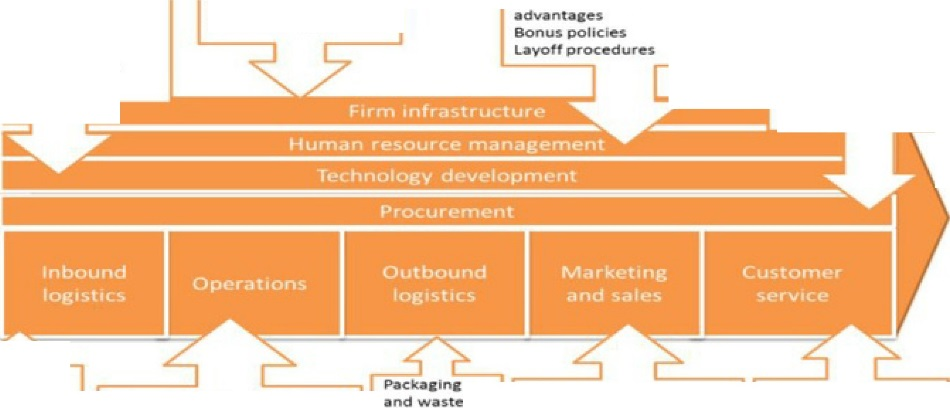 advantages
Bonus policies
Layoff procedures
Firm infrastructure
Human resource management
Technology development
Procurement
Inbound
logistics
Operations
Outbound
logistics
Marketing
and sales
Customer
service
Packaging
and waste